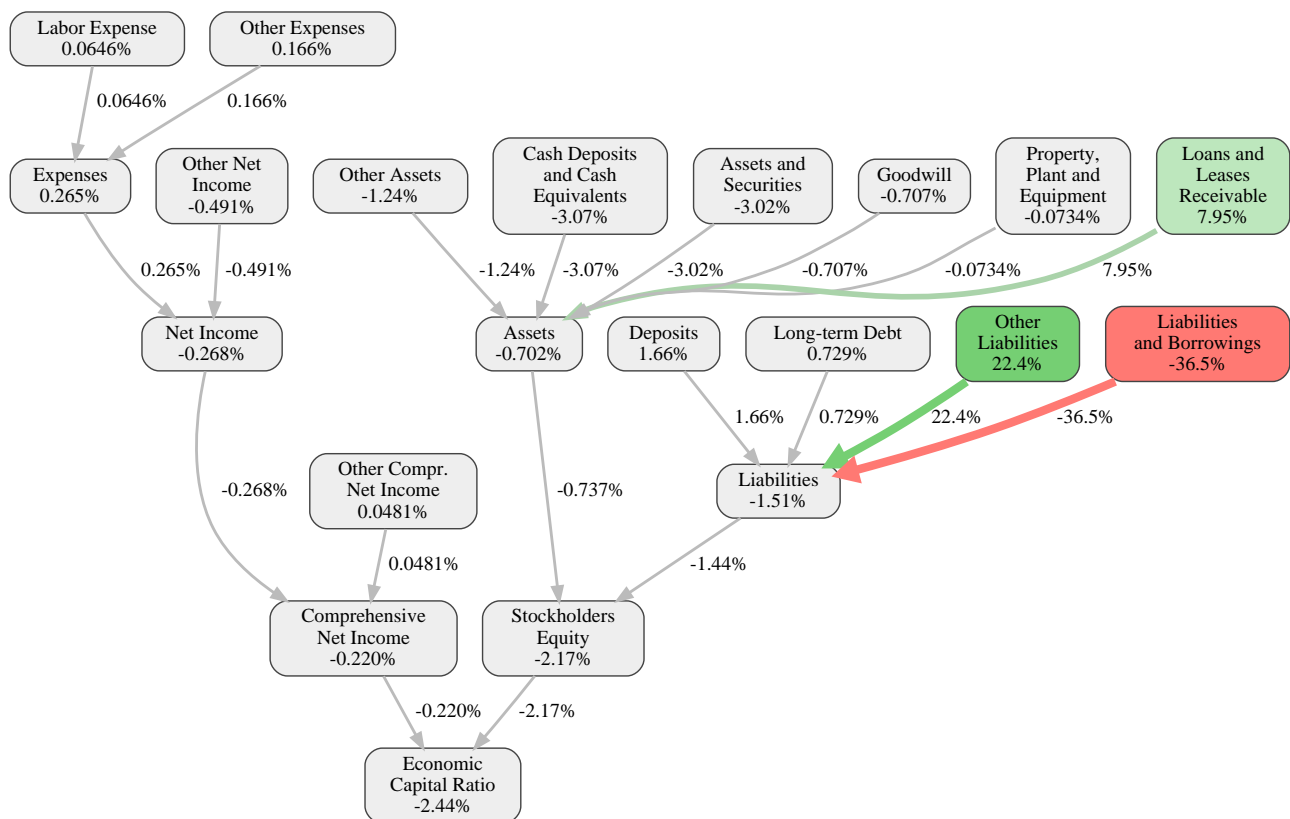 Labor Expense
0.0646%
Other Expenses
0.166%
0.0646%
0.166%
Expenses
0.265%
Other Net
Income
-0.491%
Other Assets
-1.24%
Cash Deposits
and Cash
Equivalents
-3.07%
Assets and
Securities
-3.02%
Goodwill
-0.707%
Property,
Plant and
Equipment
-0.0734%
Loans and
Leases
Receivable
7.95%
0.265%
-0.491%
-1.24%
-3.07%
-3.02%
-0.707%
-0.0734%
7.95%
Net Income
-0.268%
Assets
-0.702%
Deposits
1.66%
Long-term Debt
0.729%
Other
Liabilities
22.4%
Liabilities
and Borrowings
-36.5%
1.66%
0.729%
22.4%
-36.5%
Other Compr.
Net Income
0.0481%
-0.268%
-0.737%
Liabilities
-1.51%
0.0481%
-1.44%
Comprehensive
Net Income
-0.220%
Stockholders
Equity
-2.17%
-0.220%
-2.17%
Economic
Capital Ratio
-2.44%